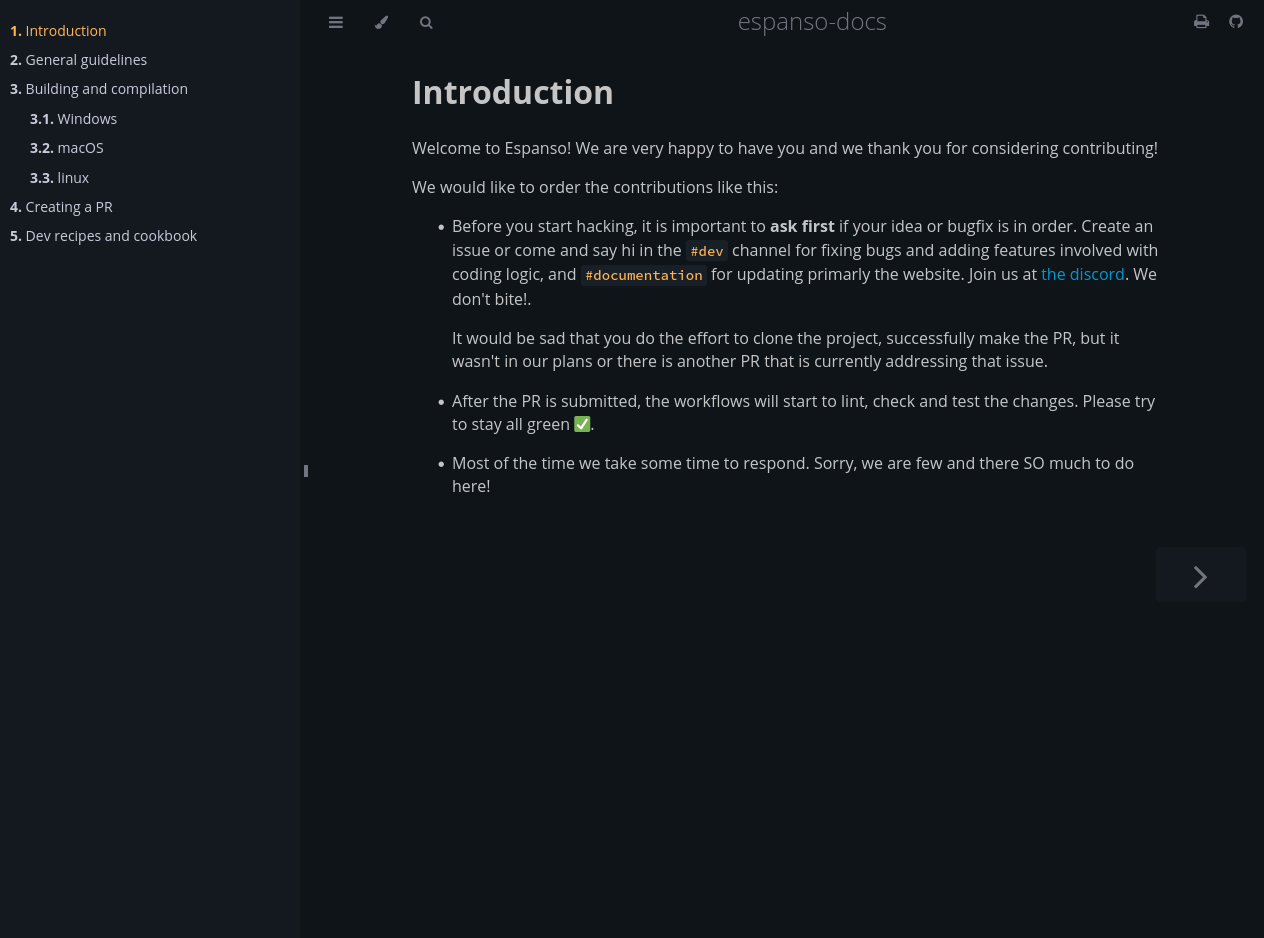 1. Introduction
2. General guidelines
3. Building and compilation
3.1. Windows
3.2. macOS
3.3. linux
4. Creating a PR
5. Dev recipes and cookbook
espanso-docs
Introduction
Welcome to Espanso! We are very happy to have you and we thank you for considering contributing!
We would like to order the contributions like this:
• Before you start hacking, it is important to ask first if your idea or bugfix is in order. Create an
issue or come and say hi in the #dev channel for fixing bugs and adding features involved with
coding logic, and #documentation for updating primarly the website. Join us at the discord. We
don't bite!.
It would be sad that you do the effort to clone the project, successfully make the PR, but it
wasn't in our plans or there is another PR that is currently addressing that issue.
• After the PR is submitted, the workflows will start to lint, check and test the changes. Please try
to stay all green ✅.
• Most of the time we take some time to respond. Sorry, we are few and there SO much to do
here!